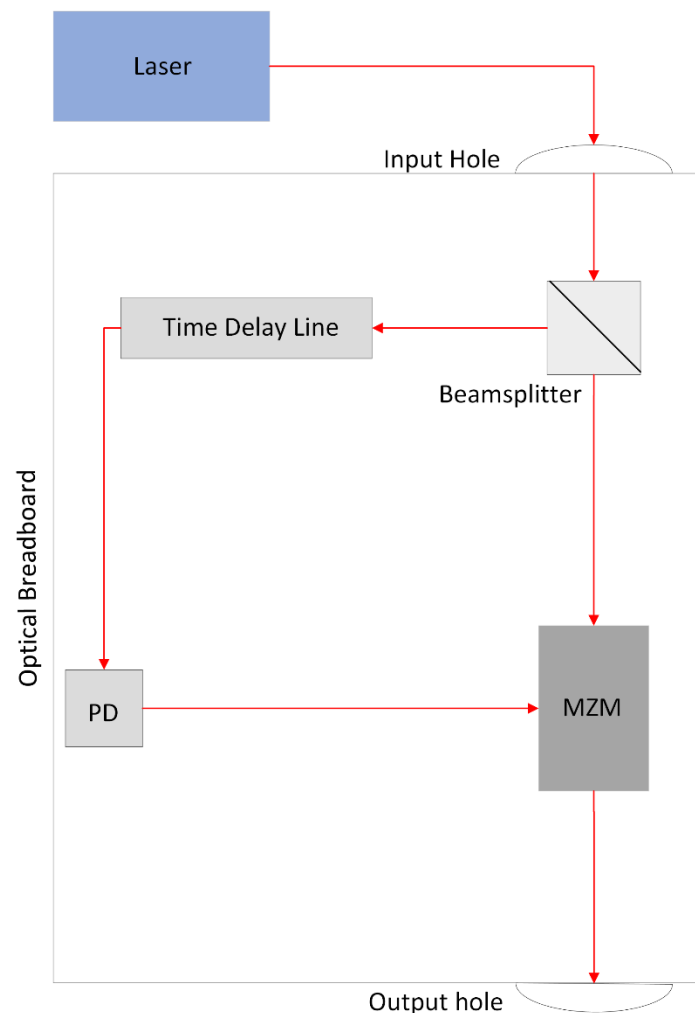 Laser
Input Hole
Time Delay Line
Beamsplitter
Optical Breadboard
PD
MZM
Output hole